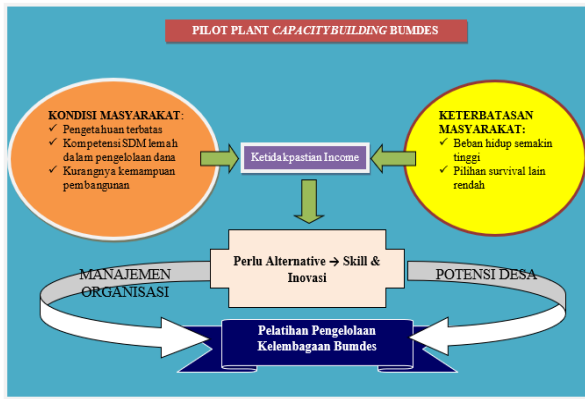 PILOT PLANT CAPACITYBUILDING BUMDES
KONDISI MASYARAKAT:
✓ Pengetahuan terbatas
✓ Kompetensi SDM lemah
dalam pengelolaan dana
✓ Kurangnya kemampuan
pembangunan
Ketidakpastian Income
KETERBATASAN
MASYARAKAT:
✓ Beban hidup semakin
tinggi
✓ Pilihan survival lain
rendah
Perlu Alternative → Skill &
Inovasi
MANAJEMEN
ORGANISASI
POTENSI DESA
Pelatihan Pengelolaan
Kelembagaan Bumdes